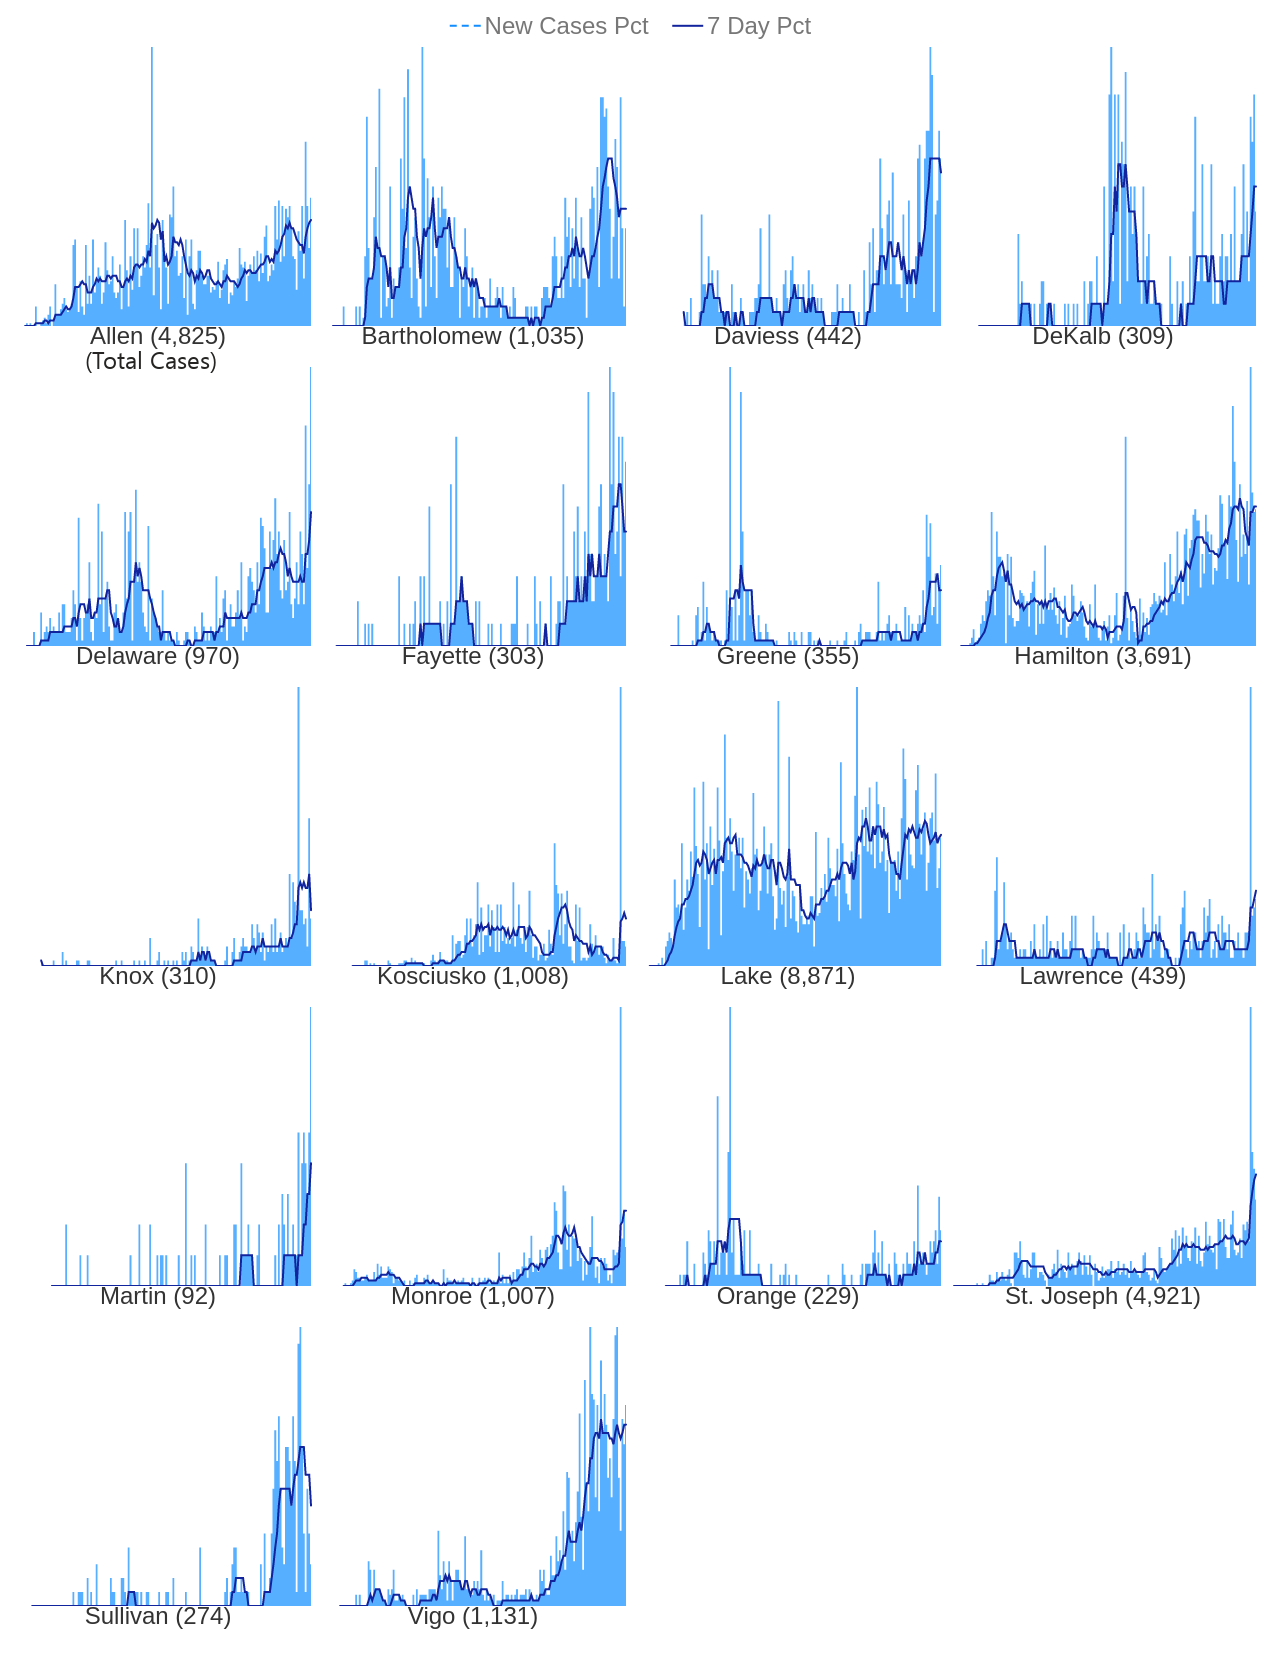 New Cases Pct 7 Day Pct
Allen (4,825) Bartholomew (1,035) Daviess (442) DeKalb (309)
(Total Cases)
Delaware (970) Fayette (303) Greene (355) Hamilton (3,691)
Knox (310) Kosciusko (1,008) Lake (8,871) Lawrence (439)
Martin (92) Monroe (1,007) Orange (229) St. Joseph (4,921)
Sullivan (274) Vigo (1,131)